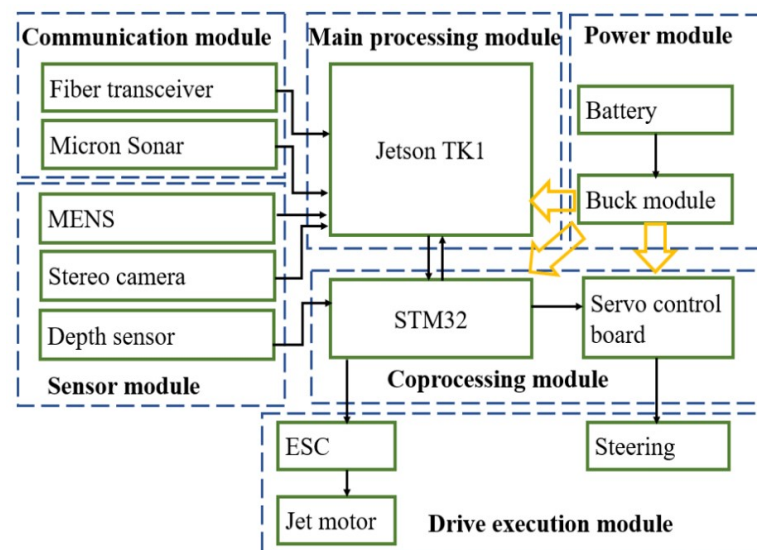 Communication module
Fiber transceiver
Micron Sonar
Main processing module
Jetson TK1
Power module
Battery
Buck module
MENS
Stereo camera
Depth sensor
Sensor module
STM32
Servo control
board
Coprocessing module
ESC
Jet motor
Steering
Drive execution module